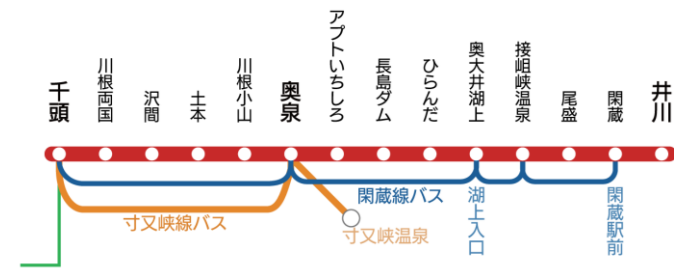 千頭
川根両国
沢間
土本
川根小山
奥泉
アプトいちしろ
長島ダム
ひらんだ
奥大井湖上
接岨峡温泉
尾盛
閑蔵
井川
寸又峡線バス
寸又峡温泉
閑蔵線バス
湖上入口
閑蔵駅前